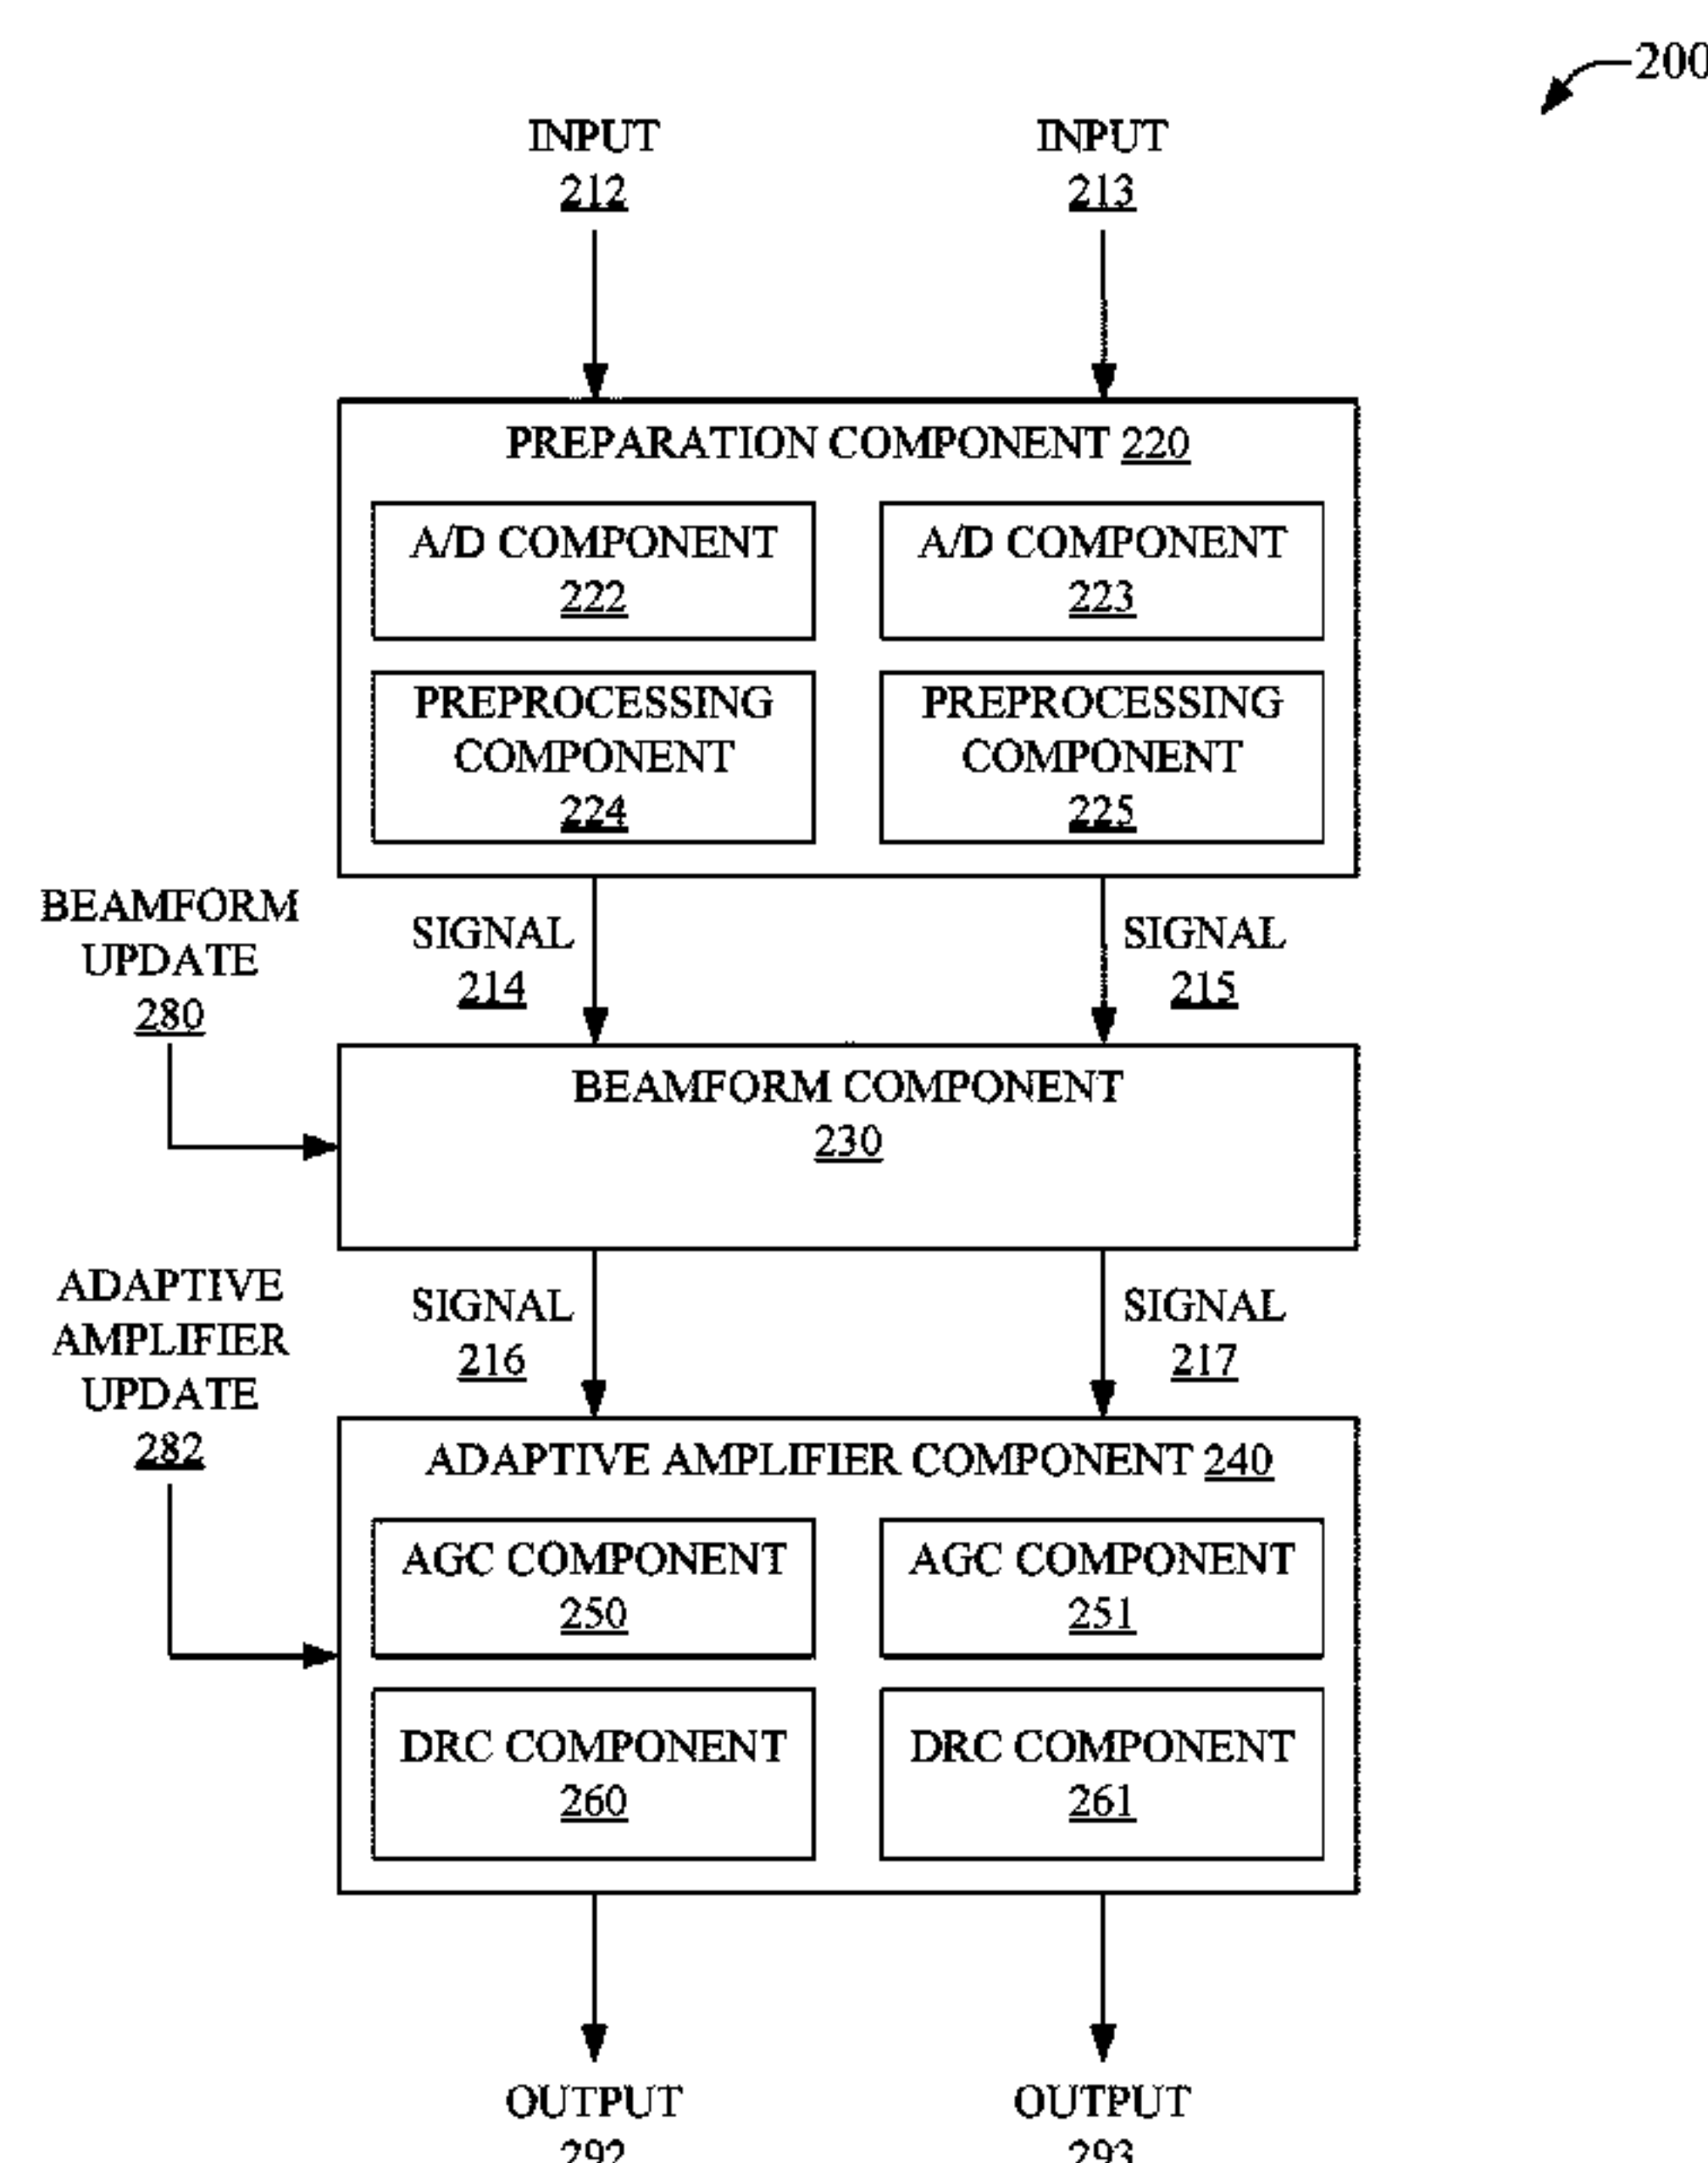 200
INPUT
212
INPUT
213
PREPARATION COMPONENT 220
A/D COMPONENT
222
A/D COMPONENT
223
PREPROCESSING
COMPONENT
224
PREPROCESSING
COMPONENT
225
BEAMFORM
UPDATE
280
SIGNAL
214
SIGNAL
215
BEAMFORM COMPONENT
230
ADAPTIVE
AMPLIFIER
UPDATE
282
SIGNAL
216
SIGNAL
217
ADAPTIVE AMPLIFIER COMPONENT 240
AGC COMPONENT
250
AGC COMPONENT
251
DRC COMPONENT
260
DRC COMPONENT
261
OUTPUT
292
OUTPUT
293